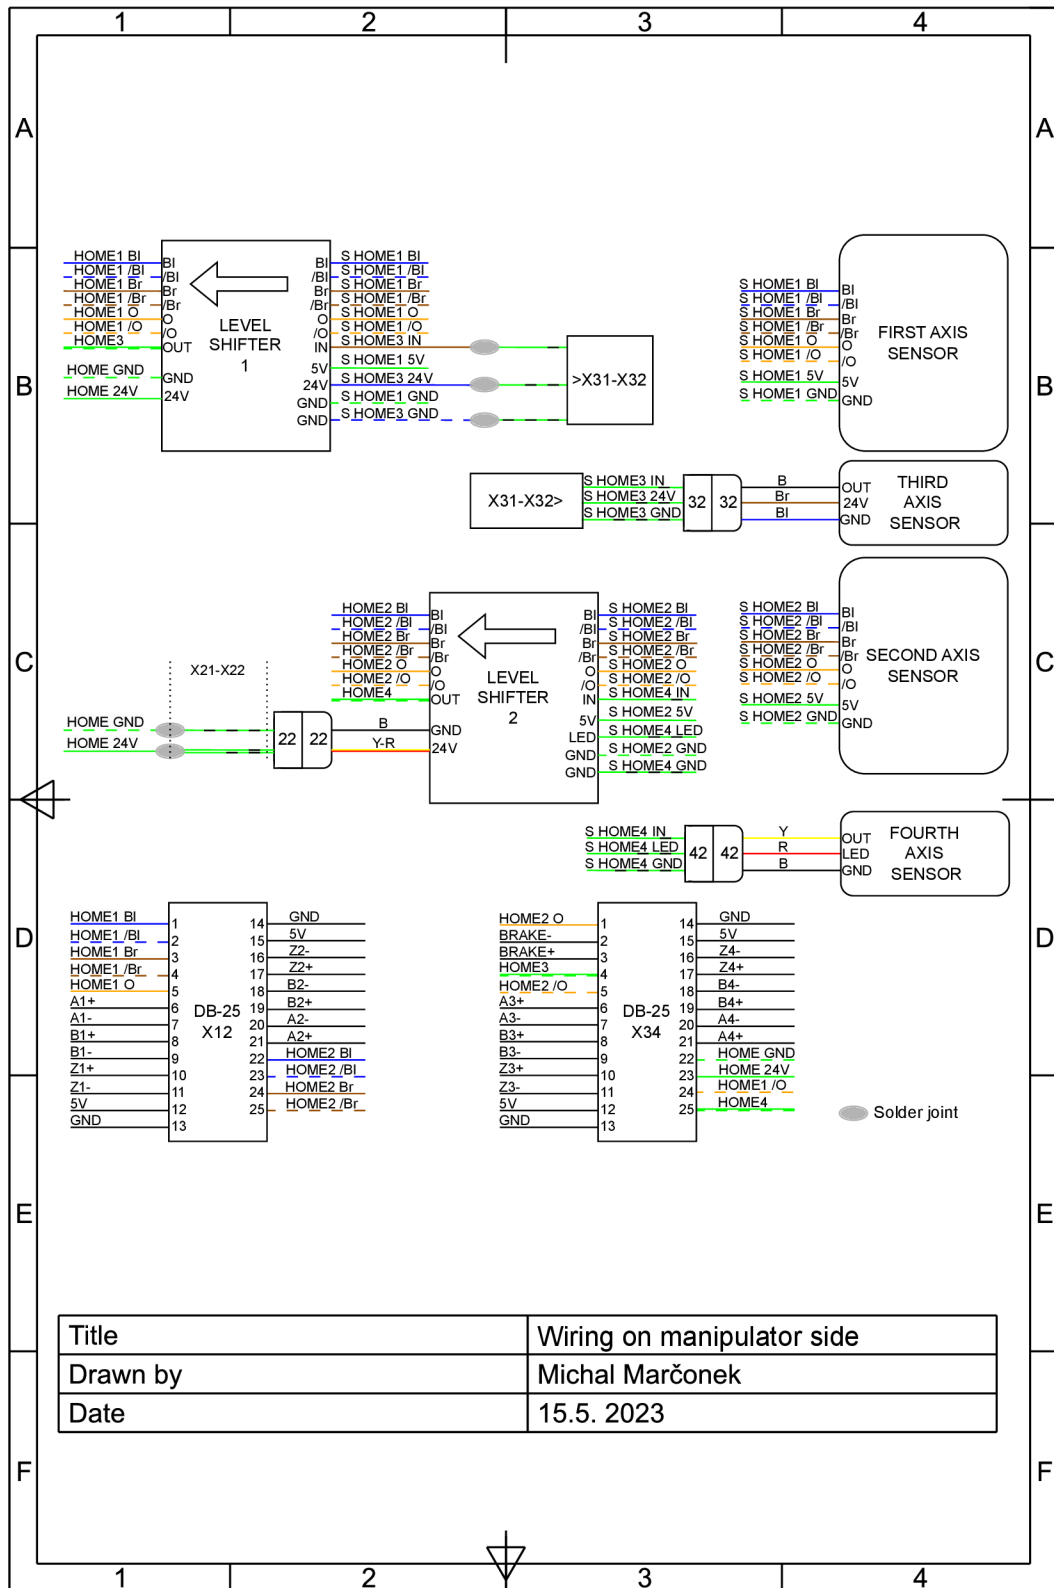 1 2 3 4
A A
HOME1 Bl
HOME1 /Bl
HOME1 Br
HOME1 /Br
HOME1 O
HOME1 /O
HOME3
HOME GND
HOME 24V
Bl
/Bl
Br
/Br
O
/O
OUT
GND
24V
LEVEL
SHIFTER
1
Bl
/Bl
Br
/Br
O
/O
IN
5V
24V
GND
GND
S HOME1 Bl
S HOME1 /Bl
S HOME1 Br
S HOME1 /Br
S HOME1 O
S HOME1 /O
S HOME3 IN
S HOME1 5V
S HOME3 24V
S HOME1 GND
S HOME3 GND
>X31-X32
S HOME1 Bl
S HOME1 /Bl
S HOME1 Br
S HOME1 /Br
S HOME1 O
S HOME1 /O
S HOME1 5V
S HOME1 GND
Bl
/Bl
Br
/Br
O
/O
5V
GND
FIRST AXIS
SENSOR
B B
X31-X32>
S HOME3 IN
S HOME3 24V
S HOME3 GND
32 32
B
Br
Bl
OUT
24V
GND
THIRD
AXIS
SENSOR
C C
X21-X22
HOME GND
HOME 24V
22 22
HOME2 Bl
HOME2 /Bl
HOME2 Br
HOME2 /Br
HOME2 O
HOME2 /O
HOME4
B
Y-R
Bl
/Bl
Br
/Br
O
/O
OUT
GND
24V
LEVEL
SHIFTER
2
Bl
/Bl
Br
/Br
O
/O
IN
5V
LED
GND
GND
S HOME2 Bl
S HOME2 /Bl
S HOME2 Br
S HOME2 /Br
S HOME2 O
S HOME2 /O
S HOME4 IN
S HOME2 5V
S HOME4 LED
S HOME2 GND
S HOME4 GND
S HOME2 Bl
S HOME2 /Bl
S HOME2 Br
S HOME2 /Br
S HOME2 O
S HOME2 /O
S HOME2 5V
S HOME2 GND
Bl
/Bl
Br
/Br
O
/O
5V
GND
SECOND AXIS
SENSOR
S HOME4 IN
S HOME4 LED
S HOME4 GND
42 42
Y
R
B
OUT
LED
GND
FOURTH
AXIS
SENSOR
D D
HOME1 Bl 1
HOME1 /Bl 2
HOME1 Br 3
HOME1 /Br 4
HOME1 O 5
A1+ 6
A1- 7
B1+ 8
B1- 9
Z1+ 10
Z1- 11
5V 12
GND 13
DB-25
X12
14 GND
15 5V
16 Z2-
17 Z2+
18 B2-
19 B2+
20 A2-
21 A2+
22 HOME2 Bl
23 HOME2 /Bl
24 HOME2 Br
25 HOME2 /Br
HOME2 O 1
BRAKE- 2
BRAKE+ 3
HOME3 4
HOME2 /O 5
A3+ 6
A3- 7
B3+ 8
B3- 9
Z3+ 10
Z3- 11
5V 12
GND 13
DB-25
X34
14 GND
15 5V
16 Z4-
17 Z4+
18 B4-
19 B4+
20 A4-
21 A4+
22 HOME GND
23 HOME 24V
24 HOME1 /O
25 HOME4
Solder joint
E E
Title Wiring on manipulator side
Drawn by Michal Marčonek
Date 15.5. 2023
F F
1 2 3 4